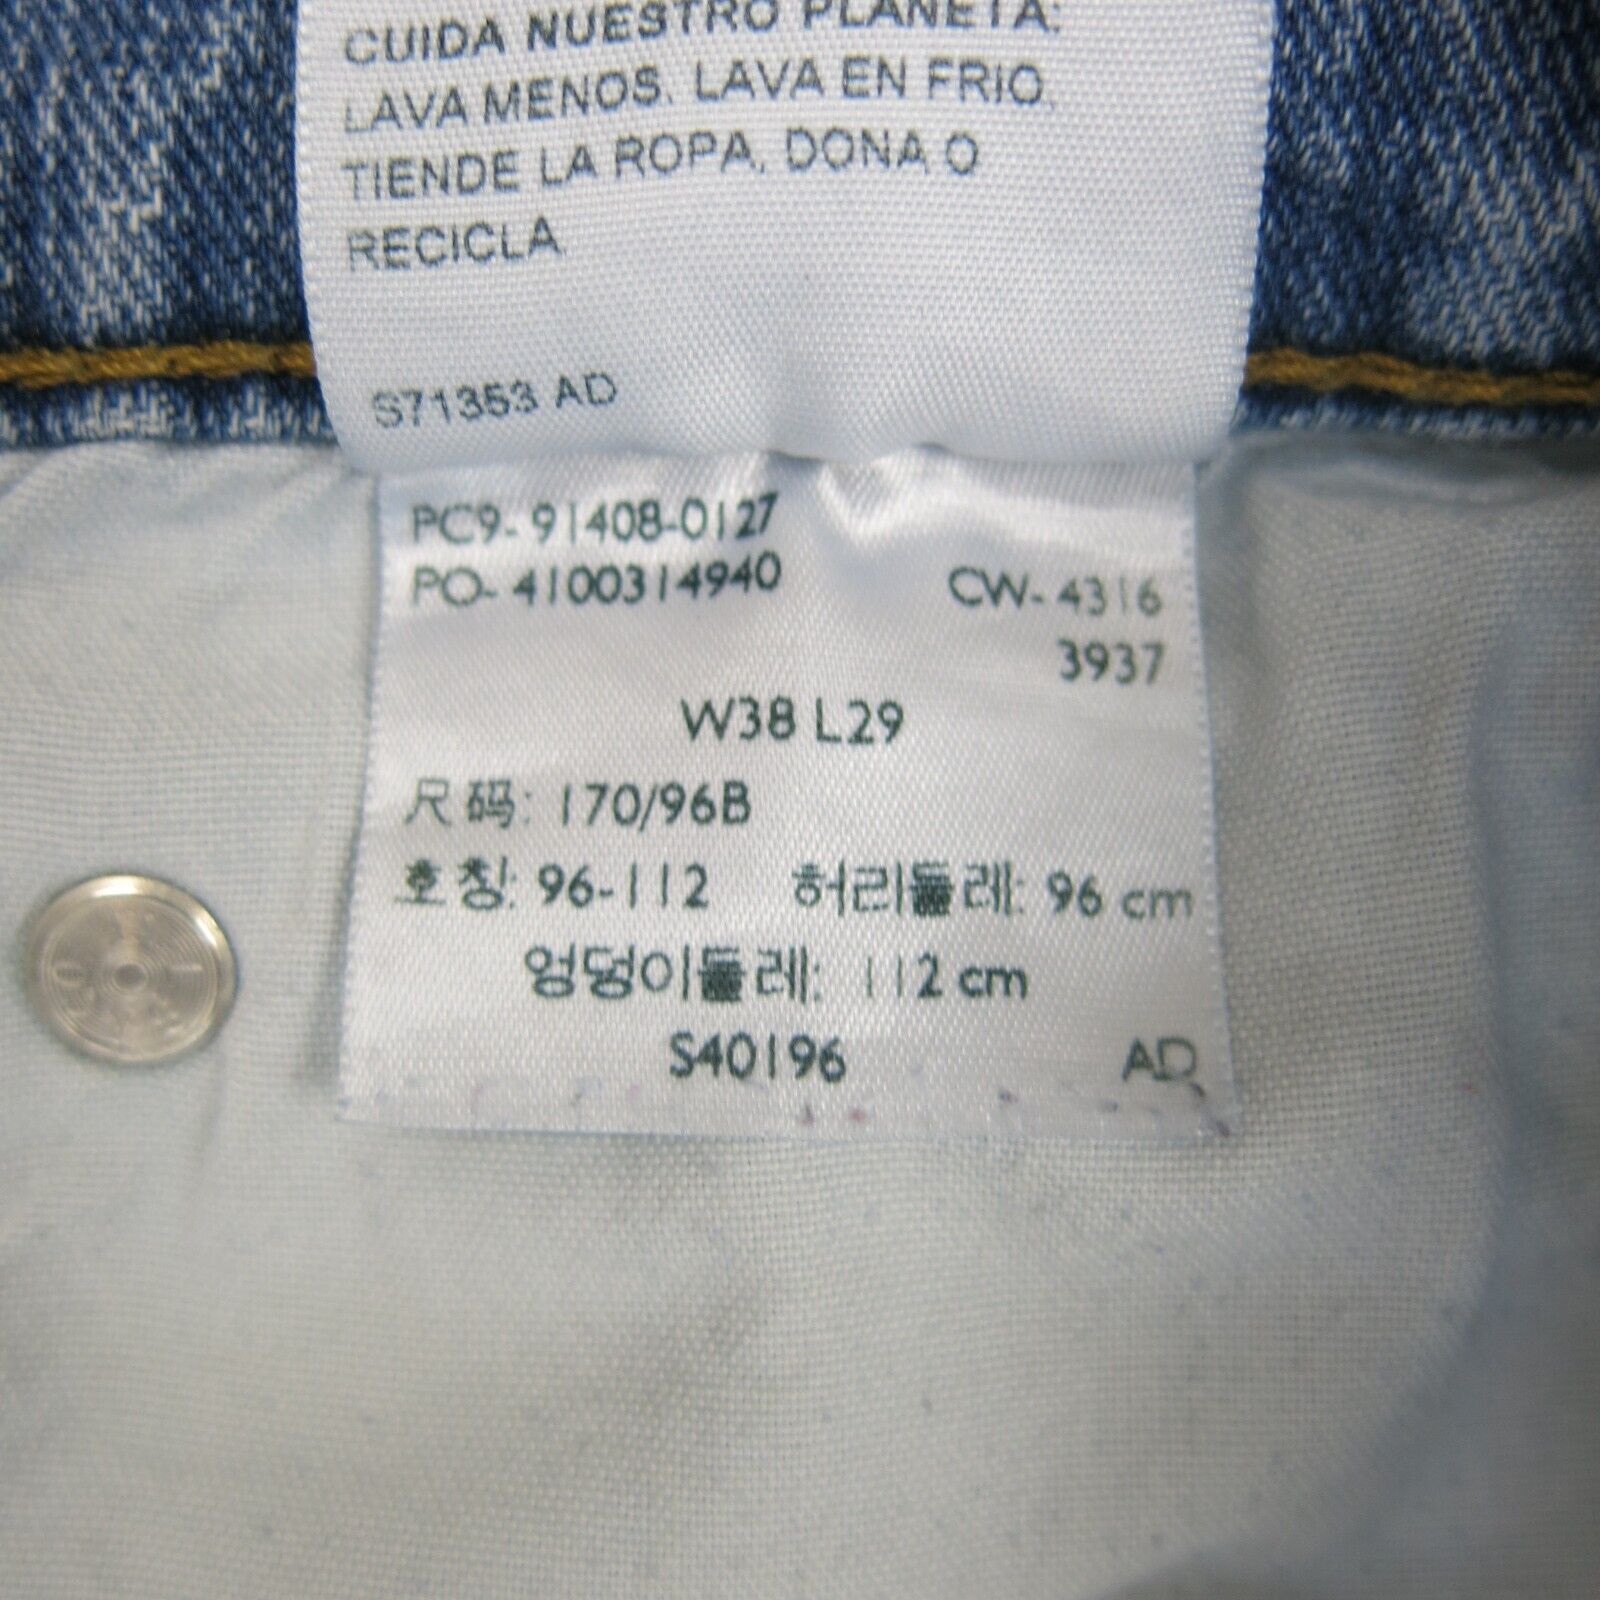 CUIDA NUESTRO PLANETA:
LAVA MENOS, LAVA EN FRIO,
TIENDE LA ROPA, DONA O
RECICLA
S71353 AD
PC9-91408-0127
PO-4100314940 CW-4316
3937
W38 L29
尺码: 170/96B
호칭: 96-112 허리둘레: 96 cm
엉덩이둘레: 112 cm
S40196 AD